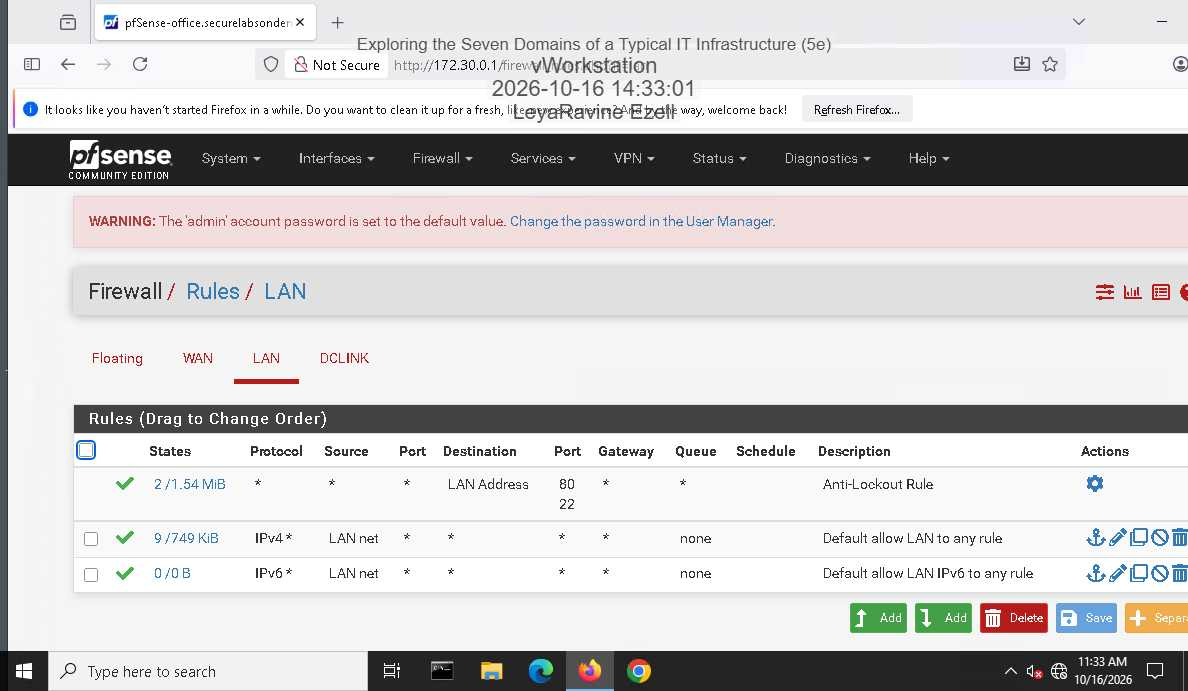 pfSense-office.securelabsonder
Exploring the Seven Domains of a Typical IT Infrastructure (5e)
Not Secure http://172.30.0.1/firewall
vWorkstation
2026-10-16 14:33:01
LeyaRavine Ezell
It looks like you haven't started Firefox in a while. Do you want to clean it up for a fresh, like-new experience? And by the way, welcome back! Refresh Firefox...
pfsense System Interfaces Firewall Services VPN Status Diagnostics Help
COMMUNITY EDITION
WARNING: The 'admin' account password is set to the default value. Change the password in the User Manager.
Firewall / Rules / LAN
Floating WAN LAN DCLINK
Rules (Drag to Change Order)
States Protocol Source Port Destination Port Gateway Queue Schedule Description Actions
2 /1.54 MiB * * * LAN Address 80 * * Anti-Lockout Rule
22
9 /749 KiB IPv4 * LAN net * * * * none Default allow LAN to any rule
0 /0 B IPv6 * LAN net * * * * none Default allow LAN IPv6 to any rule
Add Add Delete Save Separ
Type here to search 11:33 AM
10/16/2026